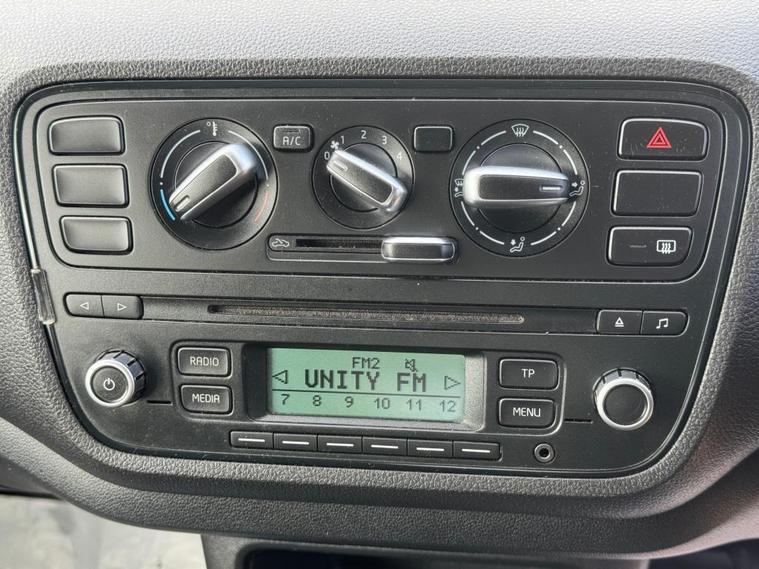 A/C
0 1 2 3 4
FM2
UNITY FM
7 8 9 10 11 12
RADIO
MEDIA
TP
MENU